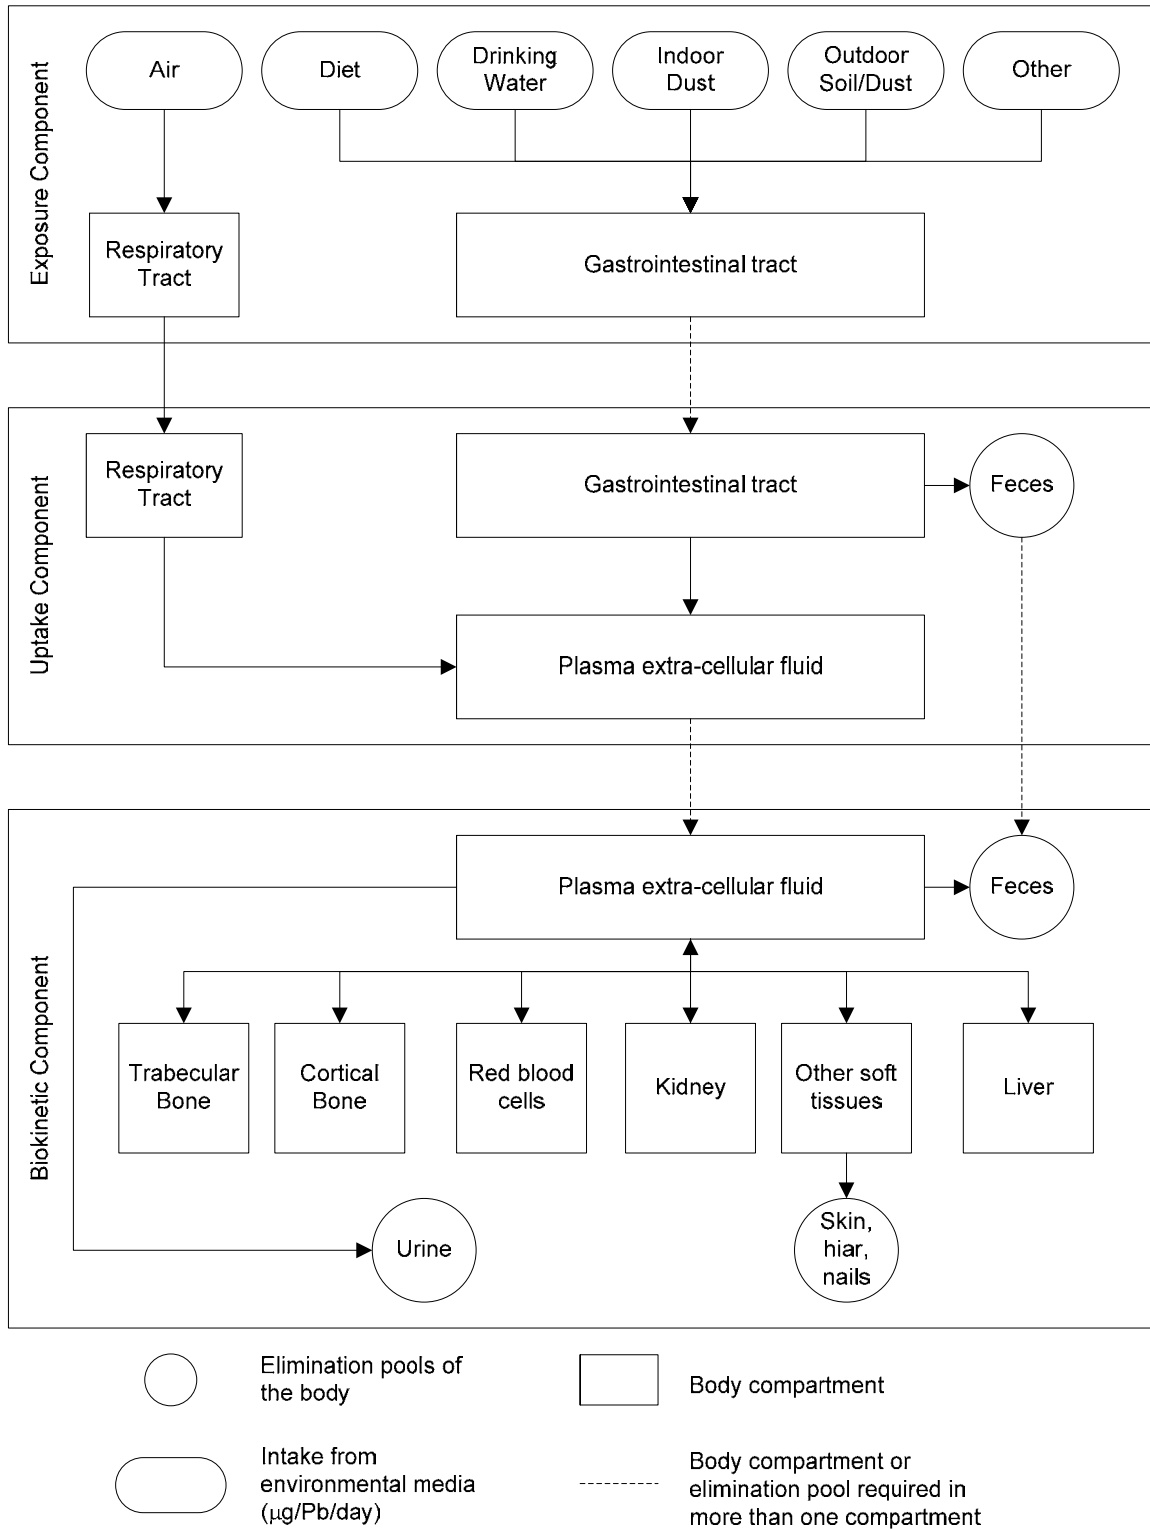 Exposure Component
Air
Diet
Drinking
Water
Indoor
Dust
Outdoor
Soil/Dust
Other
Respiratory
Tract
Gastrointestinal tract
Uptake Component
Respiratory
Tract
Gastrointestinal tract
Feces
Plasma extra-cellular fluid
Biokinetic Component
Plasma extra-cellular fluid
Feces
Trabecular
Bone
Cortical
Bone
Red blood
cells
Kidney
Other soft
tissues
Liver
Urine
Skin,
hiar,
nails
Elimination pools of
the body
Body compartment
Intake from
environmental media
(μg/Pb/day)
Body compartment or
elimination pool required in
more than one compartment